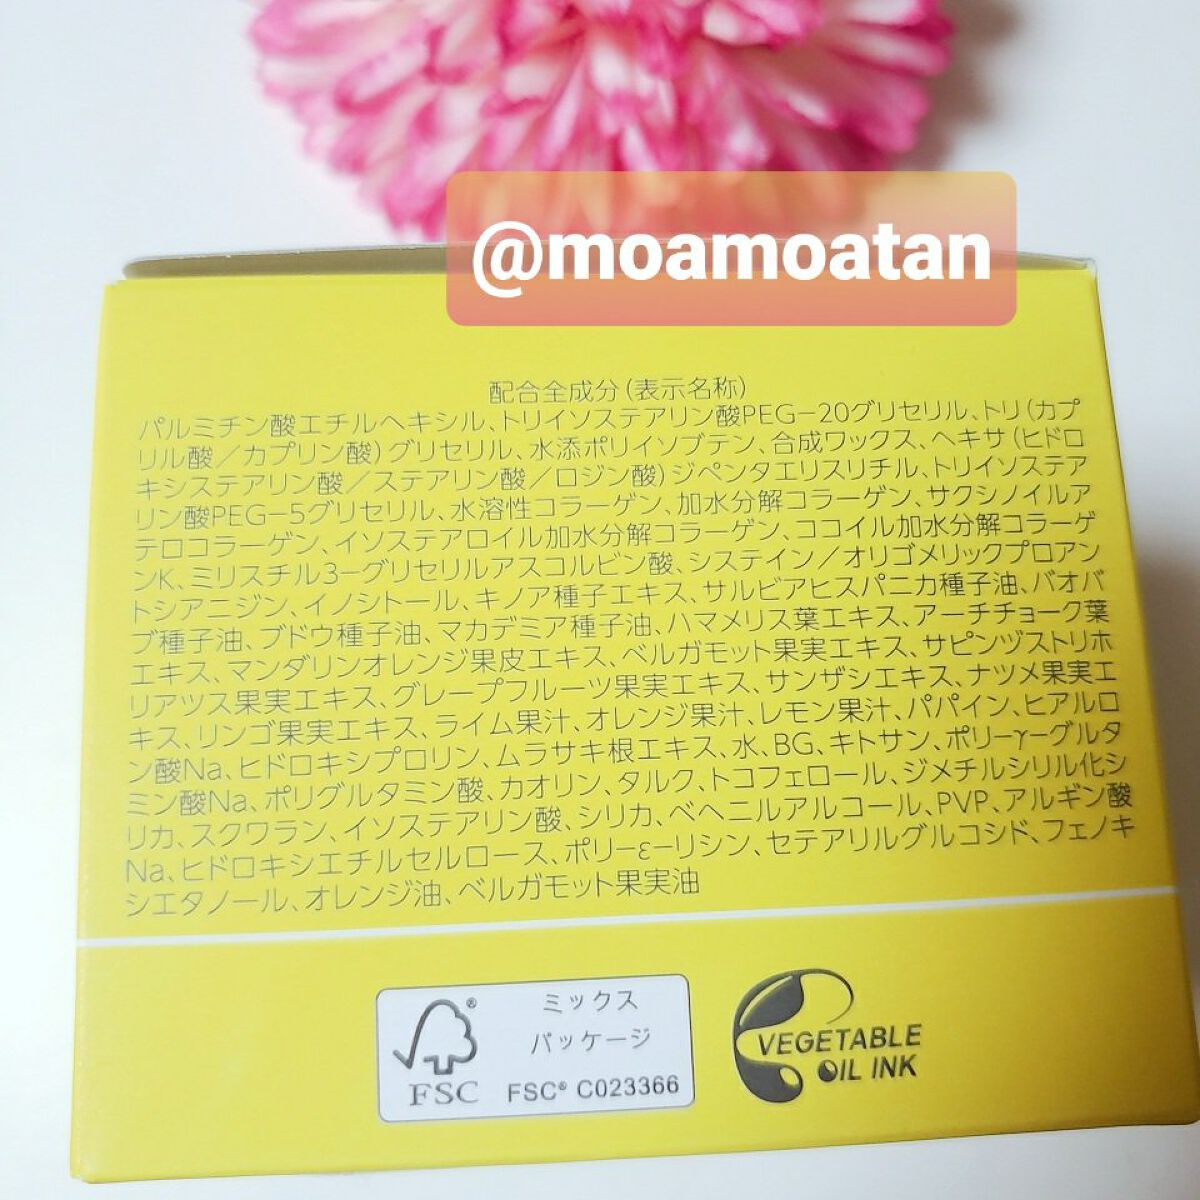 @moamoatan
配合全成分(表示名称)
パルミチン酸エチルヘキシル、トリイソステアリン酸PEG-20グリセリル、トリ(カプ
リル酸/カプリン酸)グリセリル、水添ポリイソブテン、合成ワックス、ヘキサ(ヒドロ
キシステアリン酸/ステアリン酸/ロジン酸)ジペンタエリスリチル、トリイソステア
リン酸PEG-5グリセリル、水溶性コラーゲン、加水分解コラーゲン、サクシノイルア
テロコラーゲン、イソステアロイル加水分解コラーゲン、ココイル加水分解コラーゲ
ンK、ミリスチル3-グリセリルアスコルビン酸、システイン/オリゴメリックプロアン
トシアニジン、イノシトール、キノア種子エキス、サルビアヒスパニカ種子油、バオバ
ブ種子油、ブドウ種子油、マカデミア種子油、ハマメリス葉エキス、アーチチョーク葉
エキス、マンダリンオレンジ果皮エキス、ベルガモット果実エキス、サピンヅストリホ
リアツス果実エキス、グレープフルーツ果実エキス、サンザシエキス、ナツメ果実エ
キス、リンゴ果実エキス、ライム果汁、オレンジ果汁、レモン果汁、パパイン、ヒアルロ
ン酸Na、ヒドロキシプロリン、ムラサキ根エキス、水、BG、キトサン、ポリ-γ-グルタ
ミン酸Na、ポリグルタミン酸、カオリン、タルク、トコフェロール、ジメチルシリル化シ
リカ、スクワラン、イソステアリン酸、シリカ、ベヘニルアルコール、PVP、アルギン酸
Na、ヒドロキシエチルセルロース、ポリ-ε-リシン、セテアリルグルコシド、フェノキ
シエタノール、オレンジ油、ベルガモット果実油
ミックス
パッケージ
FSC® C023366
FSC
VEGETABLE
OIL INK